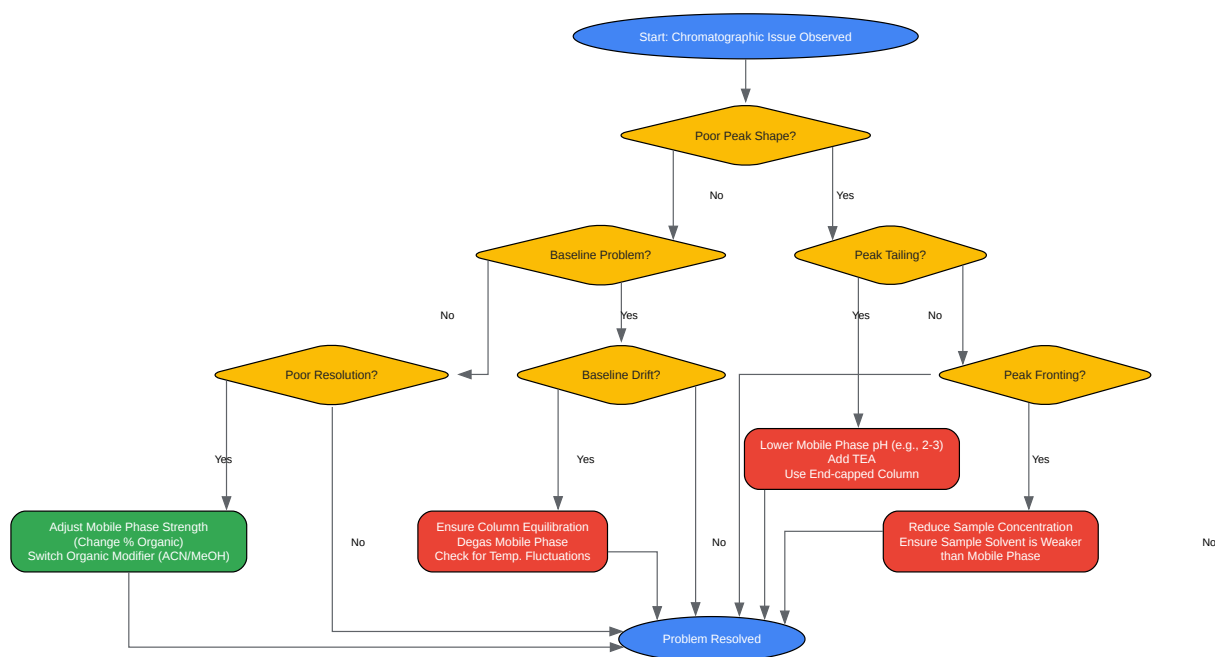 Start: Chromatographic Issue Observed
Poor Peak Shape?
No
Yes
Baseline Problem?
Peak Tailing?
No
Yes
Yes
No
Poor Resolution?
Baseline Drift?
Peak Fronting?
Lower Mobile Phase pH (e.g., 2-3)
Add TEA
Use End-capped Column
Yes
Yes
Yes
Adjust Mobile Phase Strength
(Change % Organic)
Switch Organic Modifier (ACN/MeOH)
Ensure Column Equilibration
Degas Mobile Phase
Check for Temp. Fluctuations
Reduce Sample Concentration
Ensure Sample Solvent is Weaker
than Mobile Phase
No
No
No
Problem Resolved